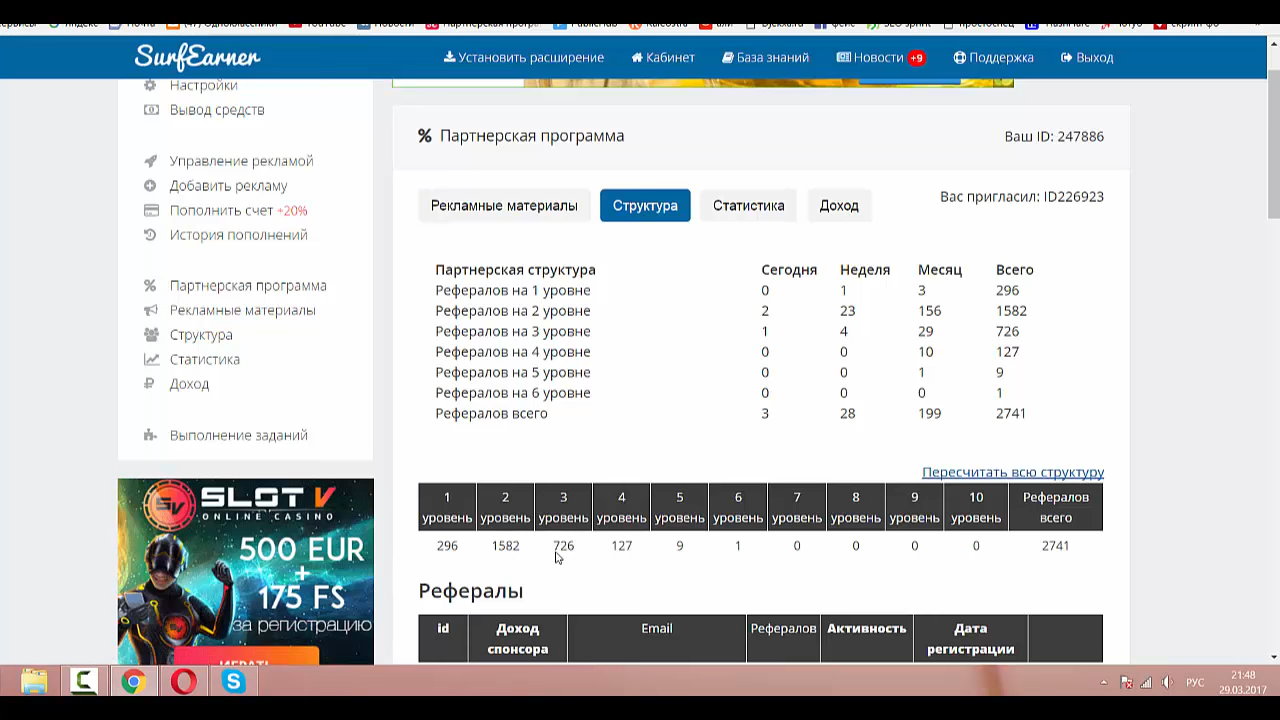 SurfEarner
Установить расширение
Кабинет
База знаний
Новости +9
Поддержка
Выход
Настройки
Вывод средств
Управление рекламой
Добавить рекламу
Пополнить счет +20%
История пополнений
Партнерская программа
Рекламные материалы
Структура
Статистика
Доход
Выполнение заданий
SLOT V
ONLINE CASINO
500 EUR
+
175 FS
за регистрацию
% Партнерская программа
Ваш ID: 247886
Рекламные материалы
Структура
Статистика
Доход
Вас пригласил: ID226923
Партнерская структура Сегодня Неделя Месяц Всего
Рефералов на 1 уровне 0 1 3 296
Рефералов на 2 уровне 2 23 156 1582
Рефералов на 3 уровне 1 4 29 726
Рефералов на 4 уровне 0 0 10 127
Рефералов на 5 уровне 0 0 1 9
Рефералов на 6 уровне 0 0 0 1
Рефералов всего 3 28 199 2741
Пересчитать всю структуру
1 2 3 4 5 6 7 8 9 10 Рефералов
уровень уровень уровень уровень уровень уровень уровень уровень уровень уровень всего
296 1582 726 127 9 1 0 0 0 0 2741
Рефералы
id Доход Email Рефералов Активность Дата
спонсора регистрации
РУС
21:48
29.03.2017